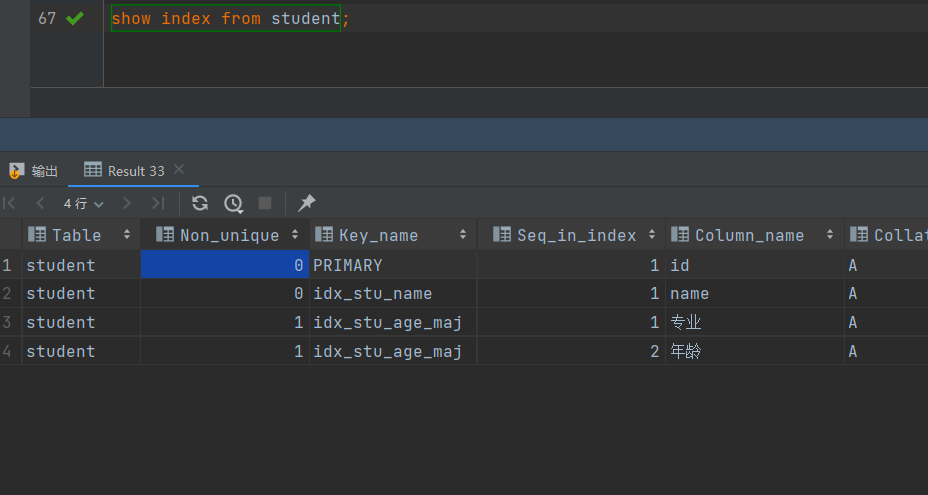 67 show index from student;
输出 Result 33
4 行
Table Non_unique Key_name Seq_in_index Column_name Collat
1 student 0 PRIMARY 1 id A
2 student 0 idx_stu_name 1 name A
3 student 1 idx_stu_age_maj 1 专业 A
4 student 1 idx_stu_age_maj 2 年龄 A